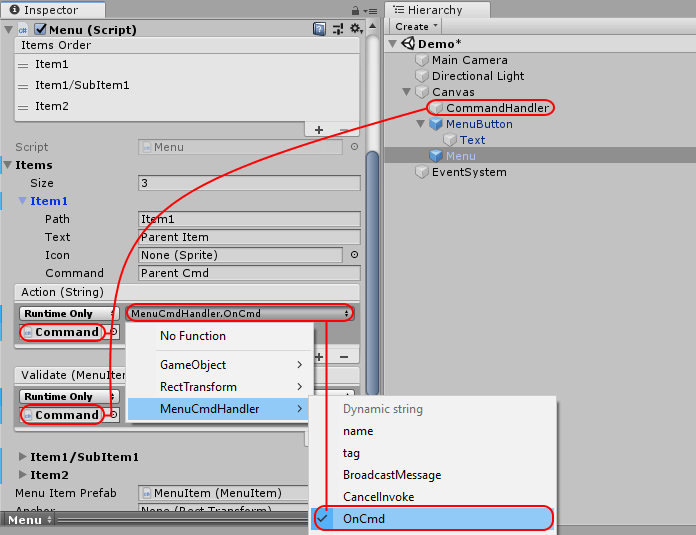 Inspector
Menu (Script)
Items Order
Item1
Item1/SubItem1
Item2
Script Menu
Items
Size 3
Item1
Path Item1
Text Parent Item
Icon None (Sprite)
Command Parent Cmd
Action (String)
Runtime Only MenuCmdHandler.OnCmd
Command
No Function
GameObject
RectTransform
MenuCmdHandler
Validate (MenuItem
Runtime Only
Command
Dynamic string
name
tag
BroadcastMessage
CancelInvoke
OnCmd
Item1/SubItem1
Item2
Menu Item Prefab MenuItem (MenuItem)
Anchor None (Rect Transform)
Menu
Hierarchy
Create
Demo*
Main Camera
Directional Light
Canvas
CommandHandler
MenuButton
Text
Menu
EventSystem